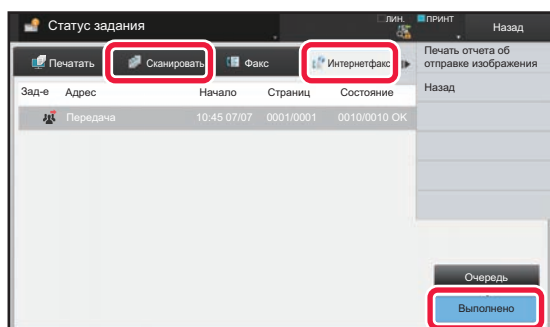 Статус задания
ЛИН.
ПРИНТ
Назад
Печатать
Сканировать
Факс
Интернетфакс
Печать отчета об
отправке изображения
Зад-е Адрес Начало Страниц Состояние
Назад
Передача 10:45 07/07 0001/0001 0010/0010 OK
Очередь
Выполнено